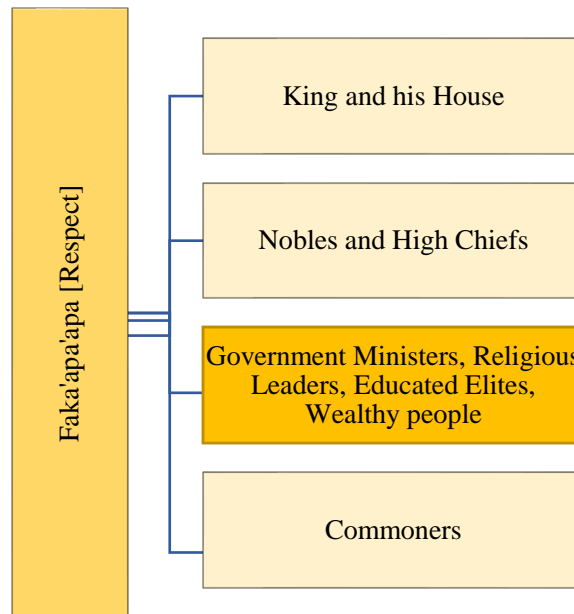 Faka'apa'apa [Respect]
King and his House
Nobles and High Chiefs
Government Ministers, Religious
Leaders, Educated Elites,
Wealthy people
Commoners